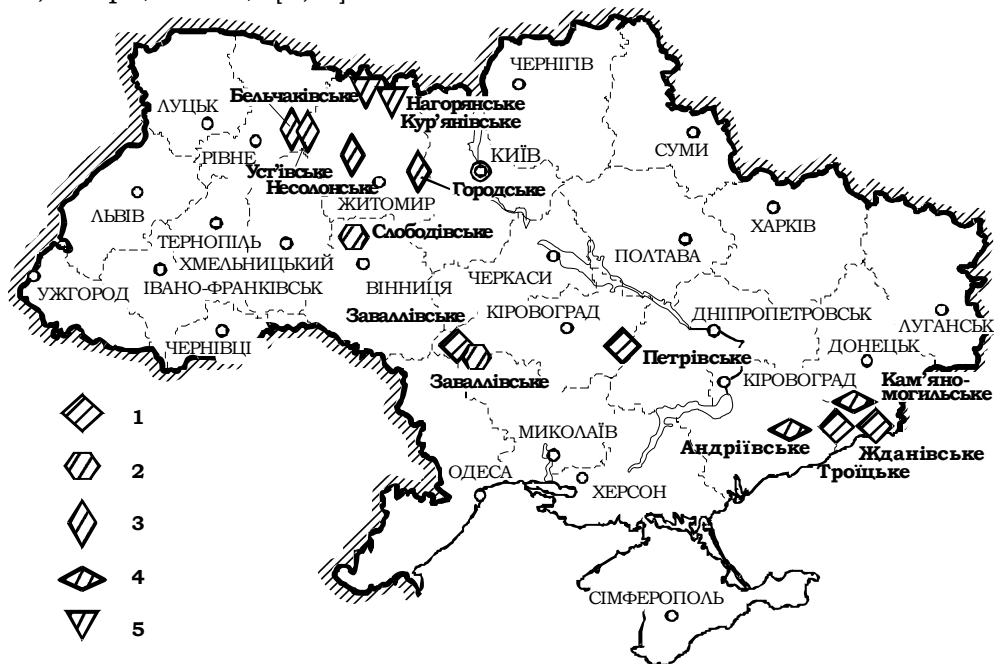 ЧЕРНІГІВ
Бельчаківське
Нагорянське
Кур’янівське
ЛУЦЬК
РІВНЕ
СУМИ
КИЇВ
Уст’ївське
Несолонське
Городське
ЖИТОМИР
ЛЬВІВ
ХАРКІВ
Слободівське
ТЕРНОПІЛЬ
ПОЛТАВА
ХМЕЛЬНИЦЬКИЙ
ЧЕРКАСИ
УЖГОРОД
ІВАНО-ФРАНКІВСЬК
ВІННИЦЯ
Заваллівське
КІРОВОГРАД
ДНІПРОПЕТРОВСЬК
ЛУГАНСЬК
ЧЕРНІВЦІ
ДОНЕЦЬК
Петрівське
Заваллівське
КІРОВОГРАД
Кам’яно-
могильське
1
МИКОЛАЇВ
Андріївське
Жданівське
Троїцьке
2
ОДЕСА
ХЕРСОН
3
4
СІМФЕРОПОЛЬ
5